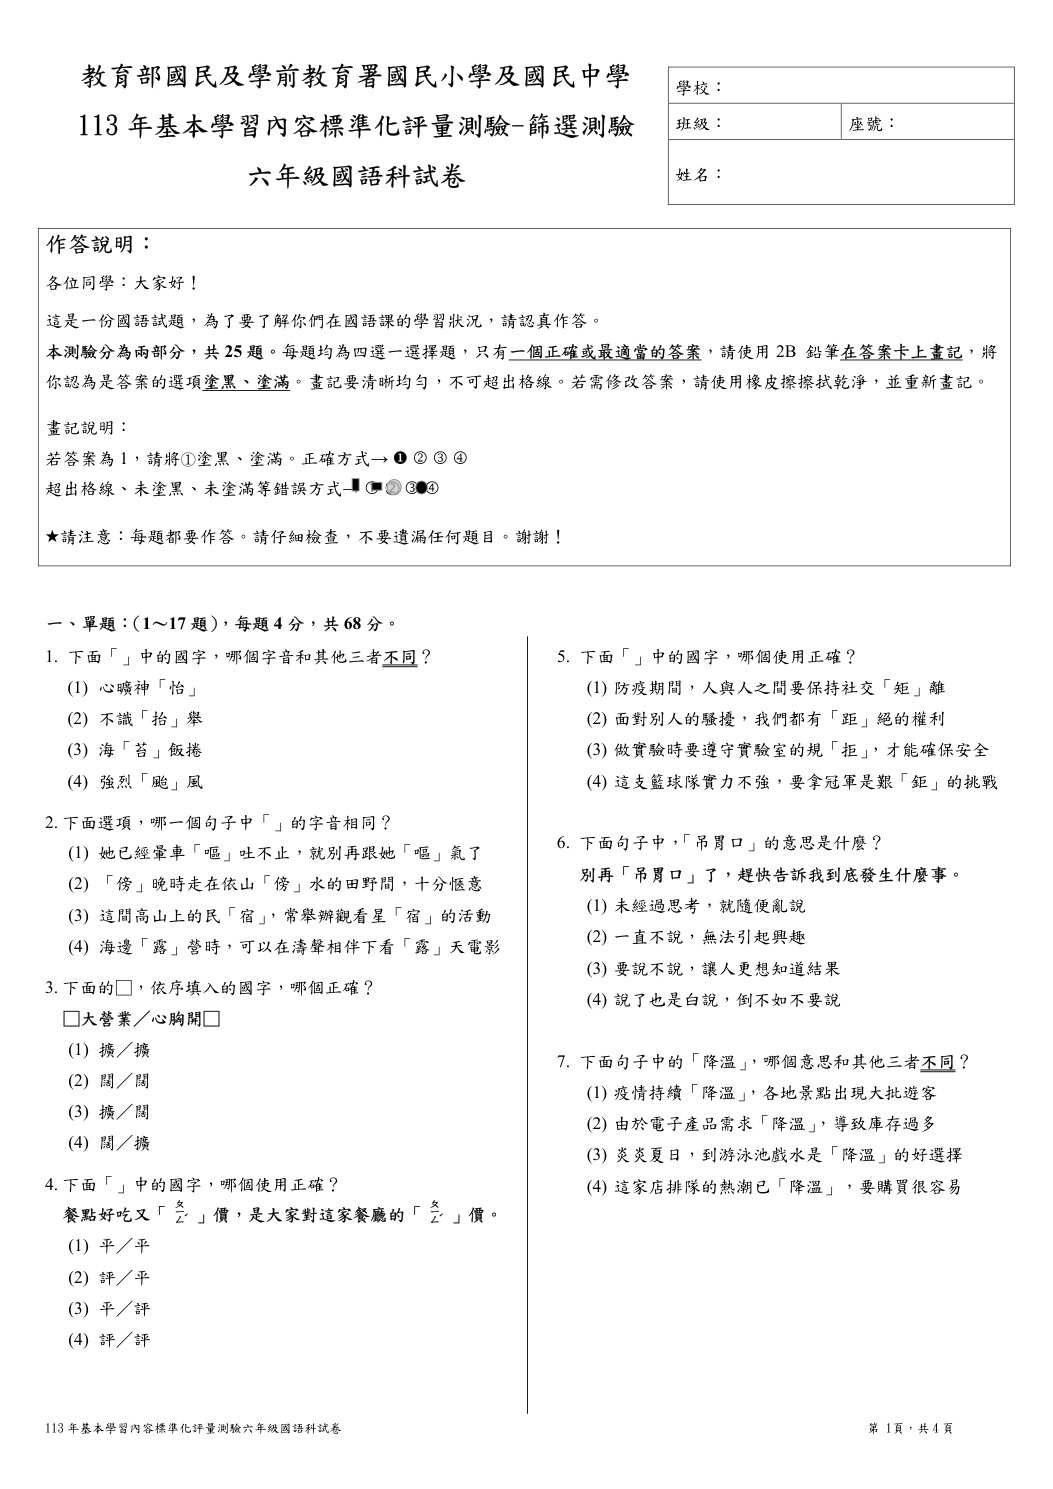 教育部國民及學前教育署國民小學及國民中學
113 年基本學習內容標準化評量測驗-篩選測驗
六年級國語科試卷
學校：
班級：
座號：
姓名：
作答說明：
各位同學：大家好！
這是一份國語試題，為了要了解你們在國語課的學習狀況，請認真作答。
本測驗分為兩部分，共 25 題。每題均為四選一選擇題，只有一個正確或最適當的答案，請使用 2B 鉛筆在答案卡上畫記，將
你認為是答案的選項塗黑、塗滿。畫記要清晰均勻，不可超出格線。若需修改答案，請使用橡皮擦擦拭乾淨，並重新畫記。
畫記說明：
若答案為 1，請將①塗黑、塗滿。正確方式→ ❶ ② ③ ④
超出格線、未塗黑、未塗滿等錯誤方式→ ① ② ③ ④
★請注意：每題都要作答。請仔細檢查，不要遺漏任何題目。謝謝！
一、單題：（1～17 題），每題 4 分，共 68 分。
1. 下面「」中的國字，哪個字音和其他三者不同？
(1) 心曠神「怡」
(2) 不識「抬」舉
(3) 海「苔」飯捲
(4) 強烈「颱」風
2. 下面選項，哪一個句子中「」的字音相同？
(1) 她已經暈車「嘔」吐不止，就別再跟她「嘔」氣了
(2) 「傍」晚時走在依山「傍」水的田野間，十分愜意
(3) 這間高山上的民「宿」，常舉辦觀看星「宿」的活動
(4) 海邊「露」營時，可以在濤聲相伴下看「露」天電影
3. 下面的□，依序填入的國字，哪個正確？
□大營業／心胸開□
(1) 擴／擴
(2) 闊／闊
(3) 擴／闊
(4) 闊／擴
4. 下面「」中的國字，哪個使用正確？
餐點好吃又「ㄆㄥˊ」價，是大家對這家餐廳的「ㄆㄥˊ」價。
(1) 平／平
(2) 評／平
(3) 平／評
(4) 評／評
5. 下面「」中的國字，哪個使用正確？
(1) 防疫期間，人與人之間要保持社交「矩」離
(2) 面對別人的騷擾，我們都有「距」絕的權利
(3) 做實驗時要遵守實驗室的規「拒」，才能確保安全
(4) 這支籃球隊實力不強，要拿冠軍是艱「鉅」的挑戰
6. 下面句子中，「吊胃口」的意思是什麼？
別再「吊胃口」了，趕快告訴我到底發生什麼事。
(1) 未經過思考，就隨便亂說
(2) 一直不說，無法引起興趣
(3) 要說不說，讓人更想知道結果
(4) 說了也是白說，倒不如不要說
7. 下面句子中的「降溫」，哪個意思和其他三者不同？
(1) 疫情持續「降溫」，各地景點出現大批遊客
(2) 由於電子產品需求「降溫」，導致庫存過多
(3) 炎炎夏日，到游泳池戲水是「降溫」的好選擇
(4) 這家店排隊的熱潮已「降溫」，要購買很容易
113 年基本學習內容標準化評量測驗六年級國語科試卷
第 1頁，共 4 頁